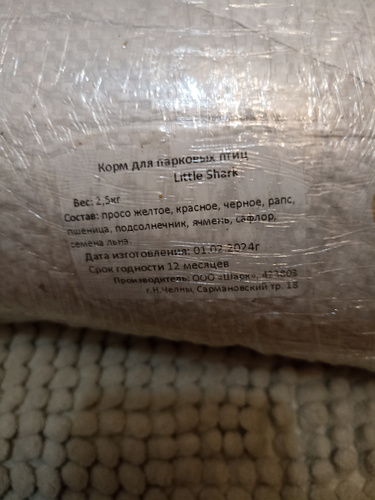 Корм для парковых птиц
Little Shark
Вес: 2,5кг
Состав: просо желтое, красное, черное, рапс,
пшеница, подсолнечник, ячмень, сафлор,
семена льна.
Дата изготовления: 01.02.2024г
Срок годности 12 месяцев
Производитель: ООО «Шарк», 423803
г.Н.Челны, Сармановский тр. 18